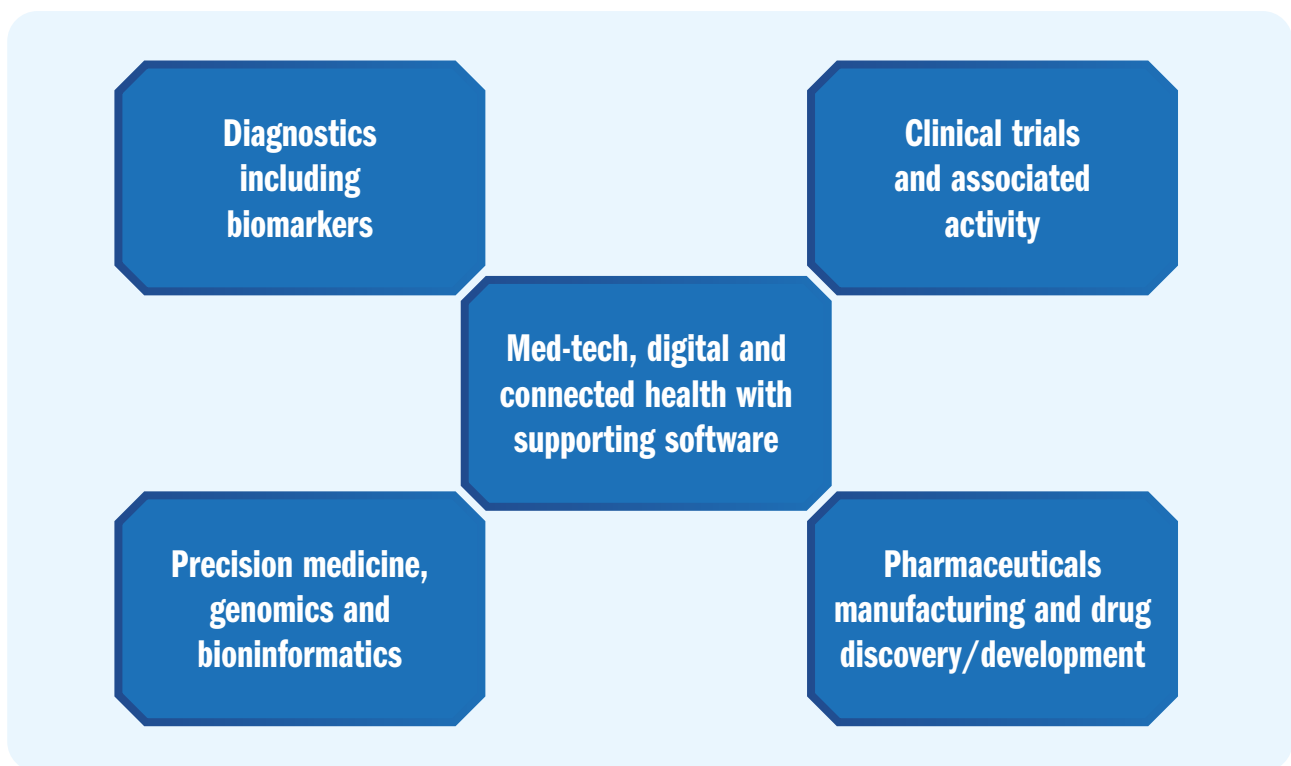 Diagnostics
including
biomarkers
Clinical trials
and associated
activity
Med-tech, digital and
connected health with
supporting software
Precision medicine,
genomics and
bioninformatics
Pharmaceuticals
manufacturing and drug
discovery/development